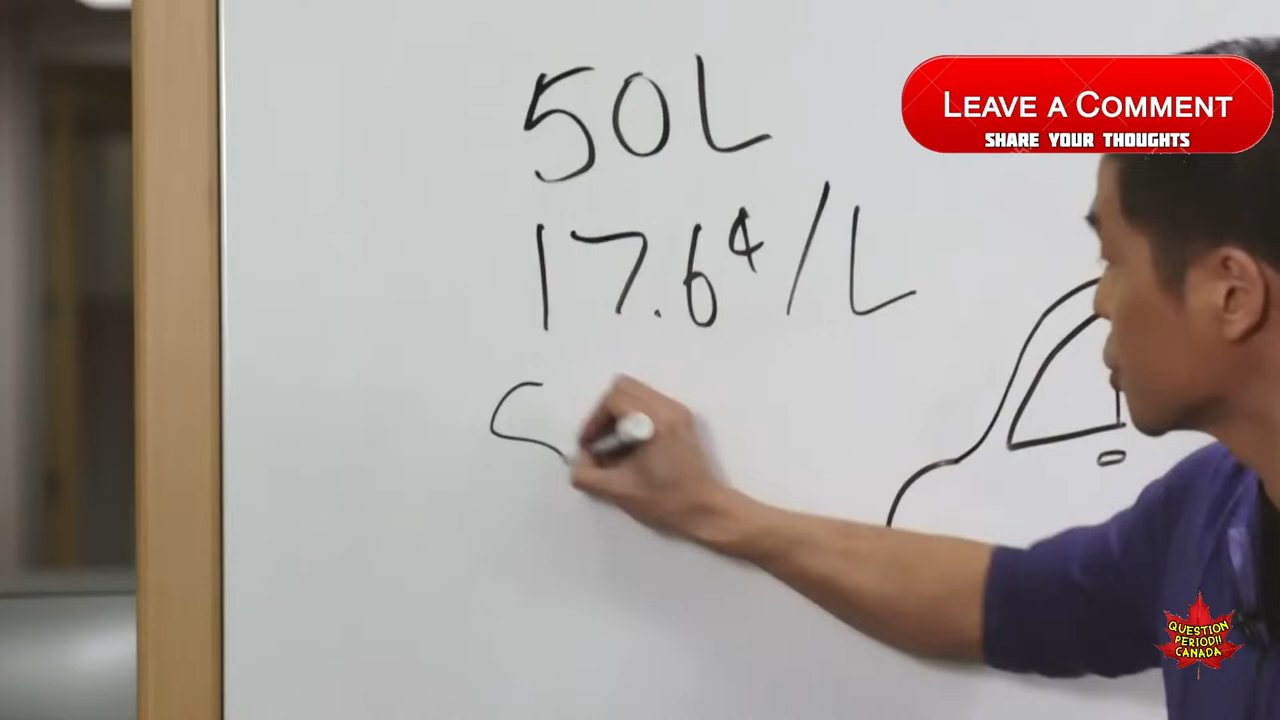 50L
17.6¢/L
LEAVE A COMMENT
SHARE YOUR THOUGHTS
QUESTION
PERIOD!!
CANADA